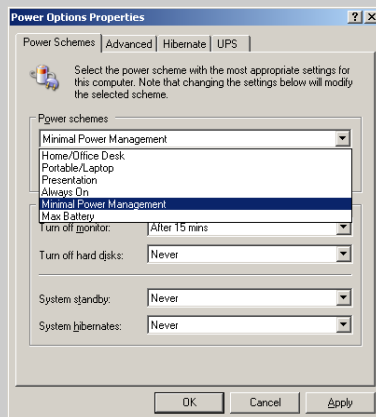 Power Options Properties
Power Schemes Advanced Hibernate UPS
Select the power scheme with the most appropriate settings for
this computer. Note that changing the settings below will modify
the selected scheme.
Power schemes
Minimal Power Management
Home/Office Desk
Portable/Laptop
Presentation
Always On
Minimal Power Management
Max Battery
Turn off monitor: After 15 mins
Turn off hard disks: Never
System standby: Never
System hibernates: Never
OK Cancel Apply